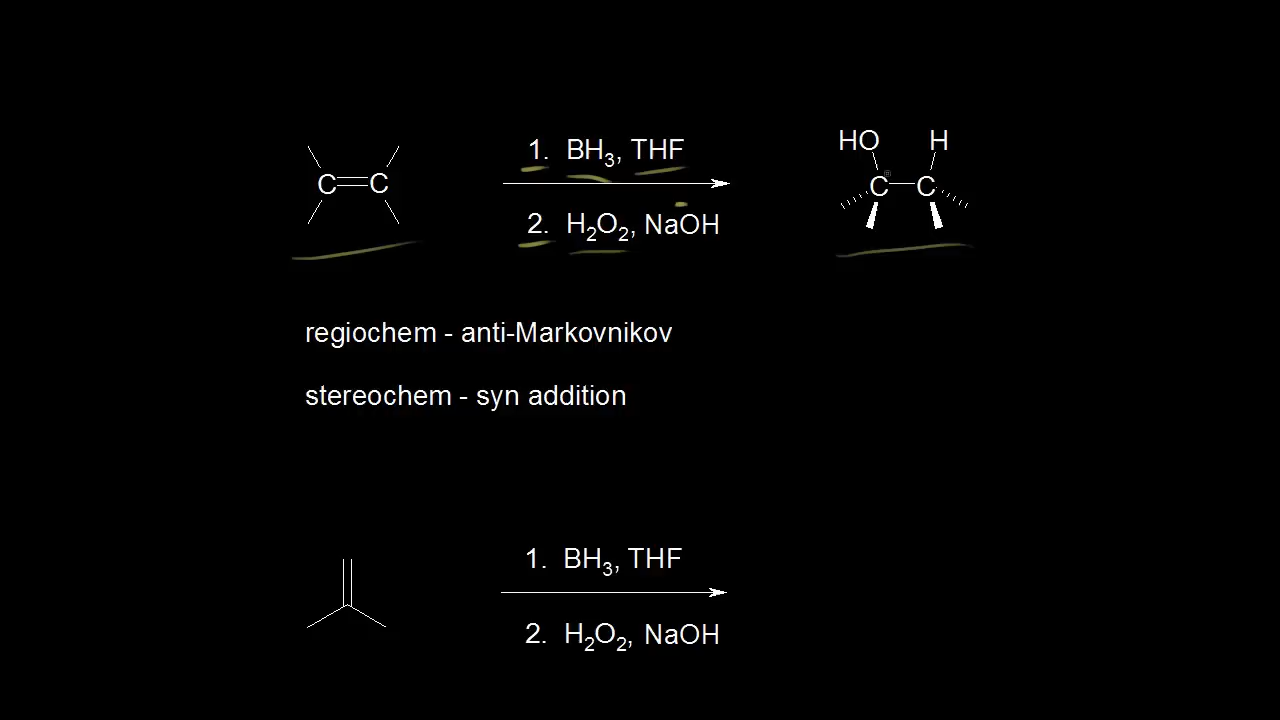 1. BH3, THF
HO H
C C
C C
2. H2O2, NaOH
regiochem - anti-Markovnikov
stereochem - syn addition
1. BH3, THF
2. H2O2, NaOH